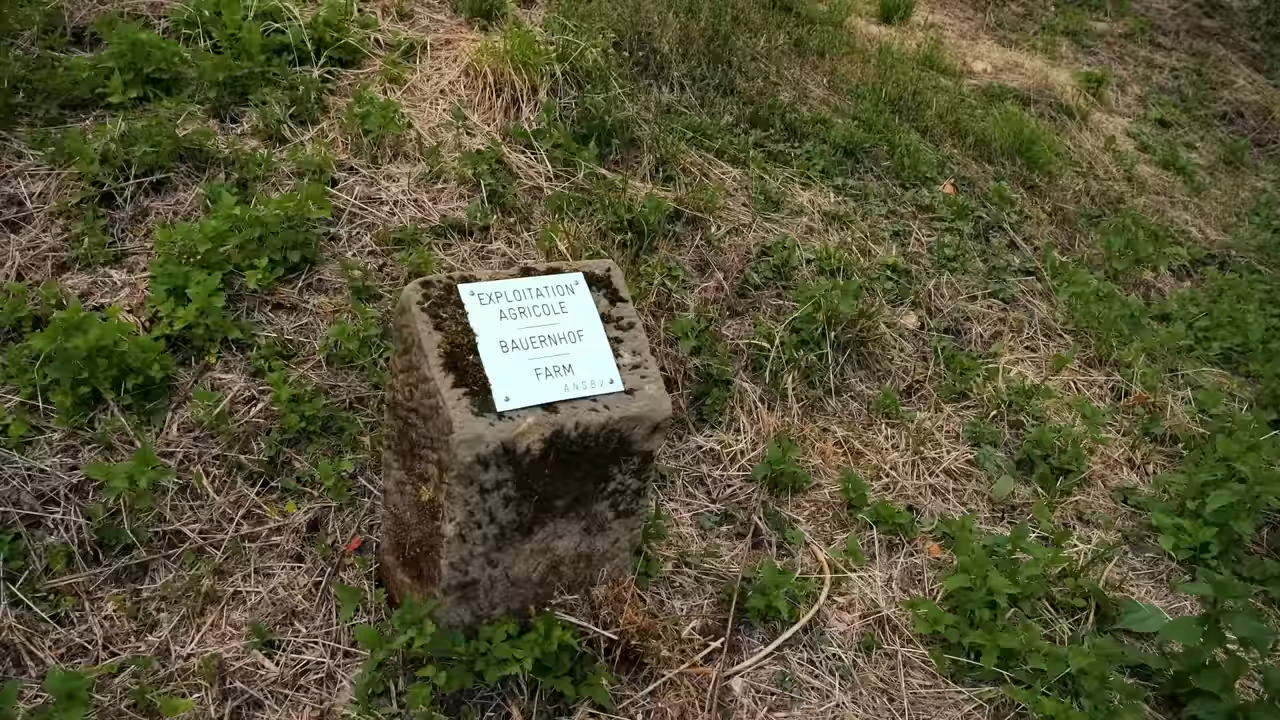 EXPLOITATION
AGRICOLE
BAUERNHOF
FARM
A.N.S.B.V.